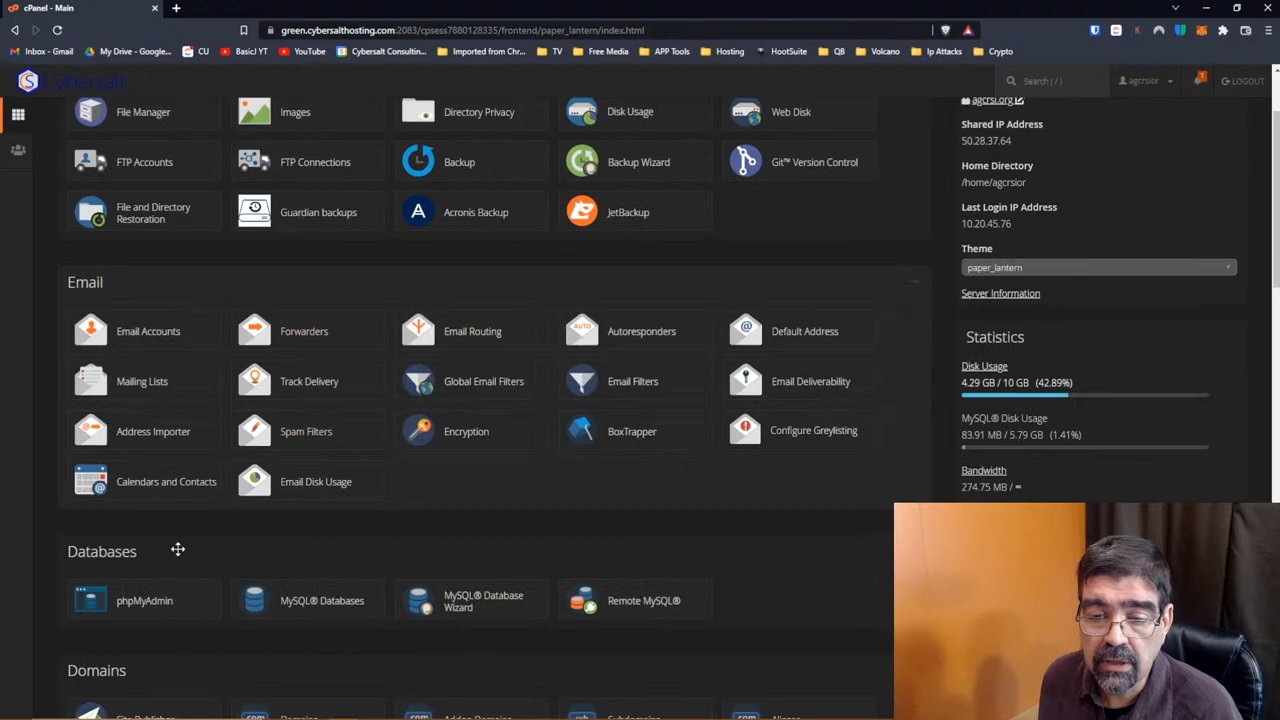 cPanel - Main
green.cybersalthosting.com:2083/cpsess7880128335/frontend/paper_lantern/index.html
Inbox - Gmail
My Drive - Google...
CU
BasicJ YT
YouTube
Cybersalt Consulting...
Imported from Chr...
TV
Free Media
APP Tools
Hosting
HootSuite
QB
Volcano
Ip Attacks
Crypto
Cybersalt
Search ( / )
agcrsior
1
LOGOUT
File Manager
Images
Directory Privacy
Disk Usage
Web Disk
FTP Accounts
FTP Connections
Backup
Backup Wizard
Git™ Version Control
File and Directory
Restoration
Guardian backups
Acronis Backup
JetBackup
Email
Email Accounts
Forwarders
Email Routing
AUTO
Autoresponders
Default Address
Mailing Lists
Track Delivery
Global Email Filters
Email Filters
Email Deliverability
Address Importer
Spam Filters
Encryption
BoxTrapper
Configure Greylisting
Calendars and Contacts
Email Disk Usage
Databases
phpMyAdmin
MySQL® Databases
MySQL® Database
Wizard
Remote MySQL®
Domains
agcrsi.org
Shared IP Address
50.28.37.64
Home Directory
/home/agcrsior
Last Login IP Address
10.20.45.76
Theme
paper_lantern
Server Information
Statistics
Disk Usage
4.29 GB / 10 GB (42.89%)
MySQL® Disk Usage
83.91 MB / 5.79 GB (1.41%)
Bandwidth
274.75 MB / ∞